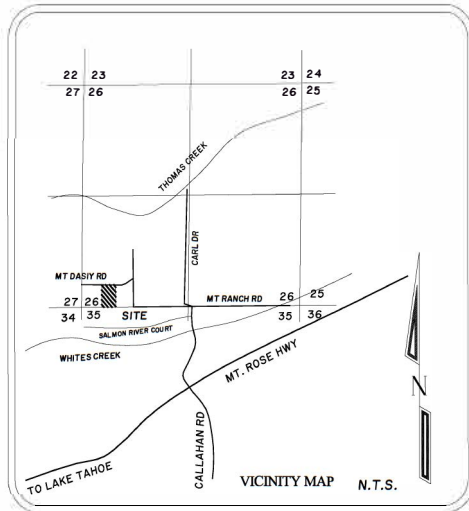 22 23
23 24
27 26
26 25
THOMAS CREEK
CARL DR
MT DASIY RD
27 26
MT RANCH RD
26 25
34 35
SITE
35 36
SALMON RIVER COURT
WHITES CREEK
MT. ROSE HWY
N
TO LAKE TAHOE
CALLAHAN RD
VICINITY MAP
N.T.S.